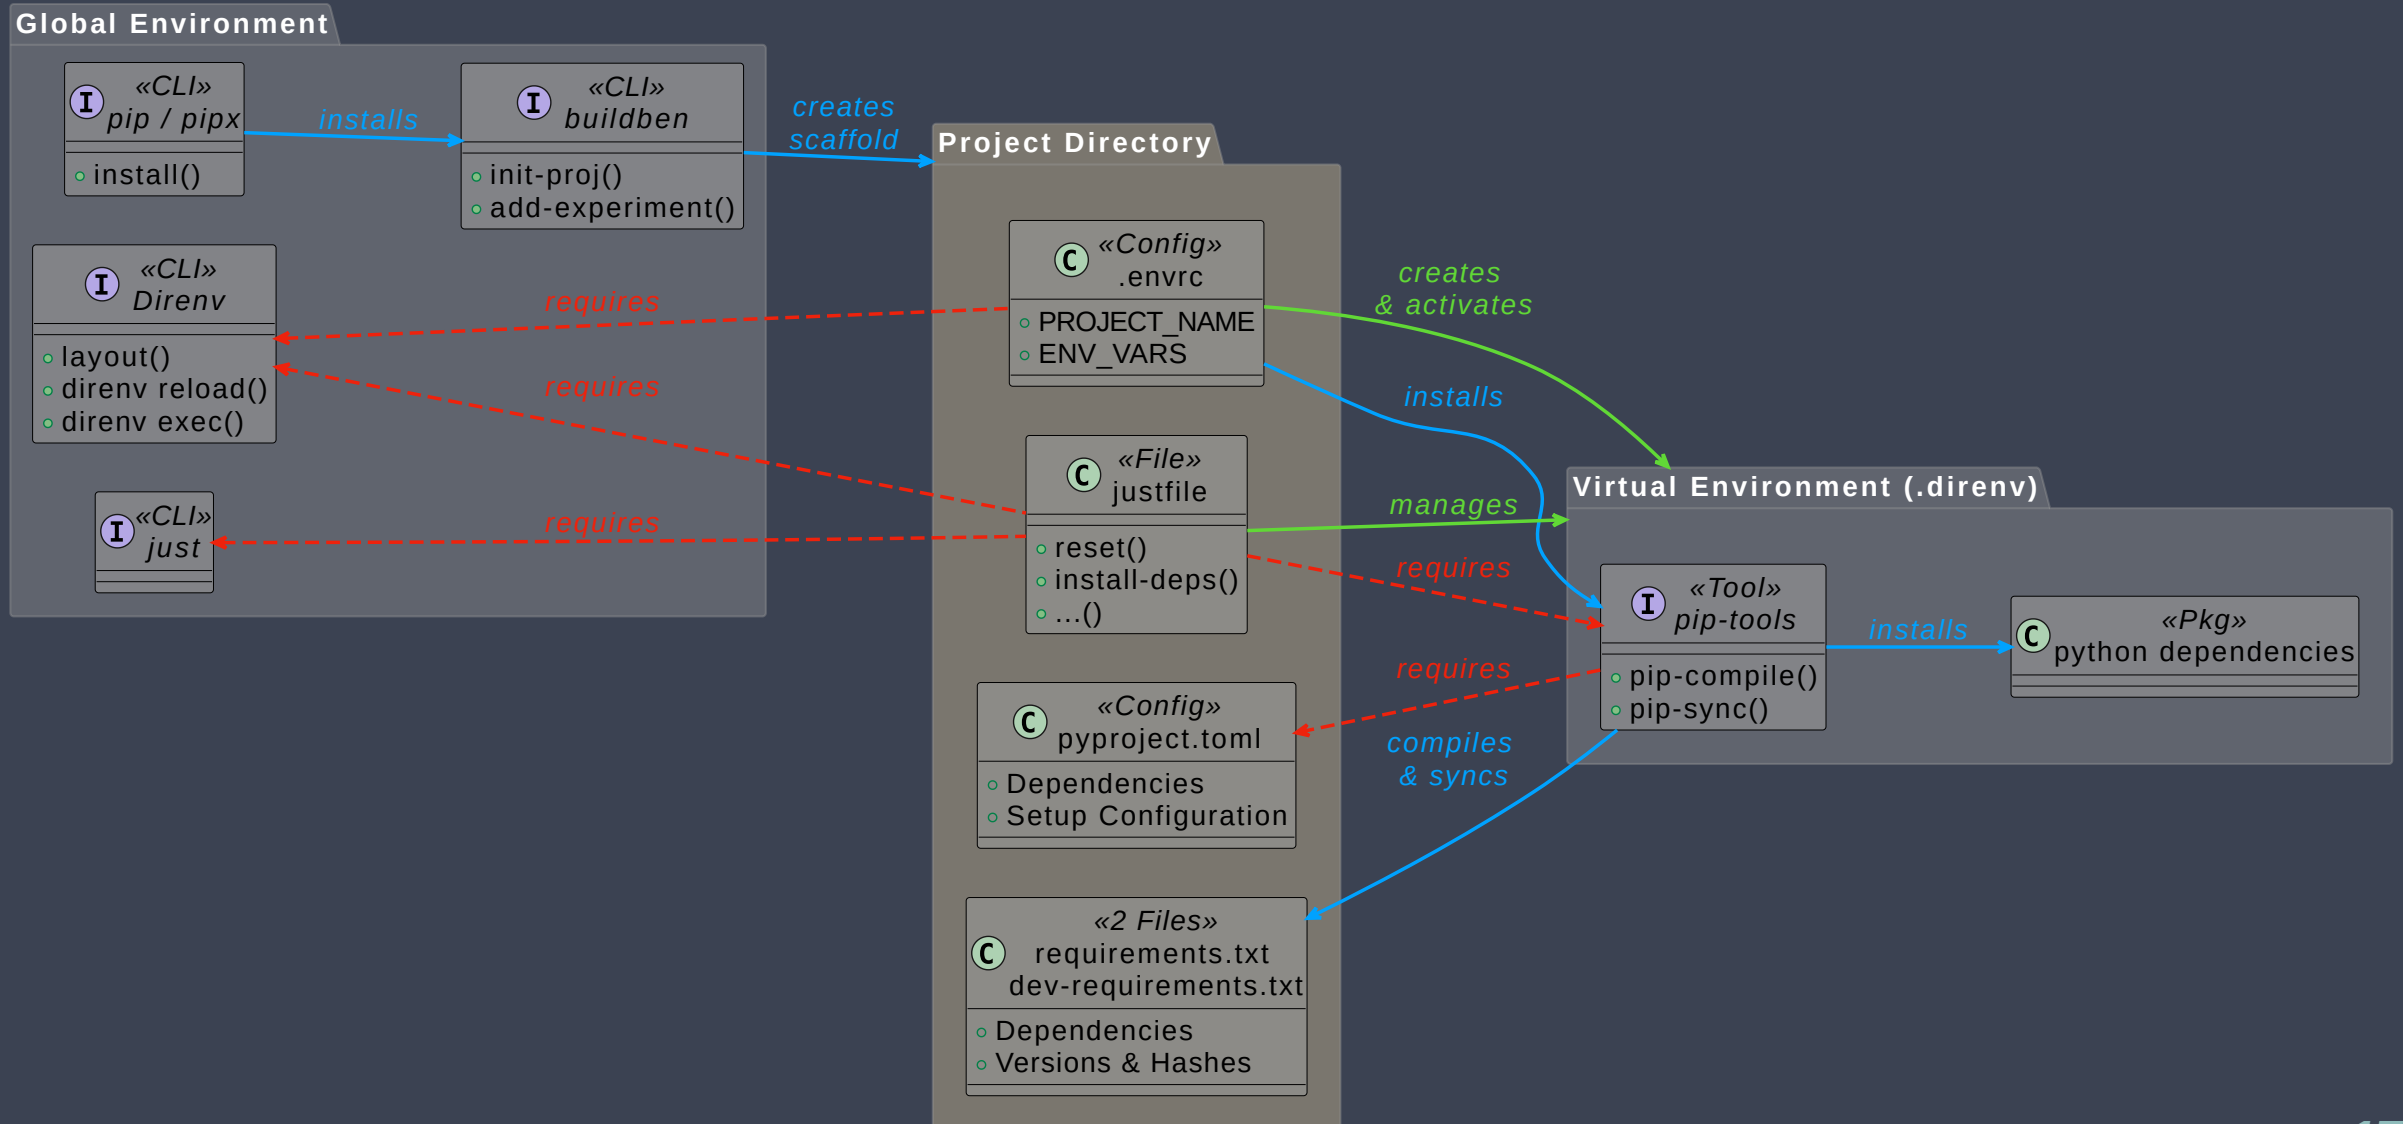 Global Environment
I
«CLI»
pip / pipx
install()
installs
I
«CLI»
buildben
init-proj()
add-experiment()
creates
scaffold
I
«CLI»
Direnv
layout()
direnv reload()
direnv exec()
requires
requires
I
«CLI»
just
requires
Project Directory
C
«Config»
.envrc
PROJECT_NAME
ENV_VARS
creates
& activates
installs
C
«File»
justfile
reset()
install-deps()
...()
manages
requires
requires
C
«Config»
pyproject.toml
Dependencies
Setup Configuration
compiles
& syncs
C
«2 Files»
requirements.txt
dev-requirements.txt
Dependencies
Versions & Hashes
Virtual Environment (.direnv)
I
«Tool»
pip-tools
pip-compile()
pip-sync()
installs
C
«Pkg»
python dependencies